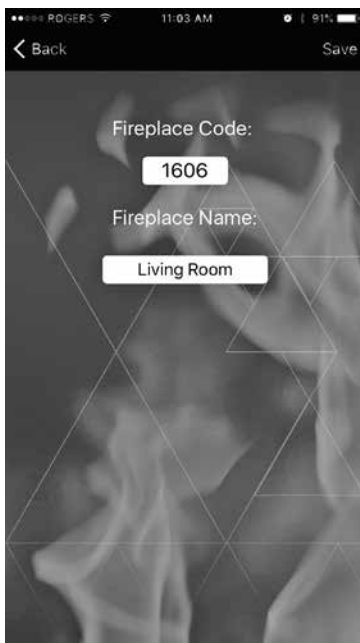 ROGERS 11:03 AM 91%
Back Save
Fireplace Code:
1606
Fireplace Name:
Living Room